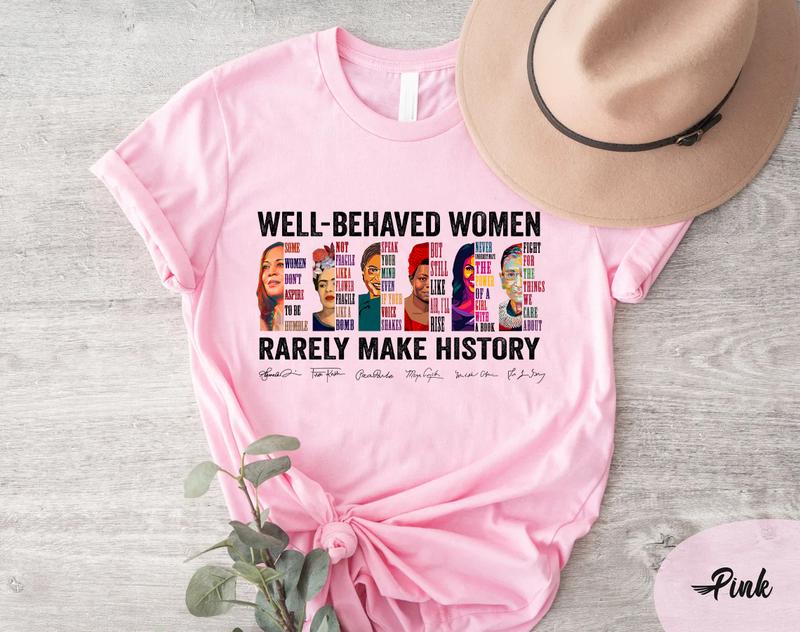 WELL-BEHAVED WOMEN
SOME
WOMEN
DON'T
ASPIRE
TO BE
HUMBLE
NOT
FRAGILE
LIKE A
FLOWER
FRAGILE
LIKE A
BOMB
SPEAK
YOUR
MIND
EVEN
IF YOUR
VOICE
SHAKES
BUT
STILL
LIKE
AIR, I'LL
RISE
NEVER
UNDERESTIMATE
THE
POWER
OF A
GIRL
WITH
A BOOK
FIGHT
FOR
THE
THINGS
WE
CARE
ABOUT
RARELY MAKE HISTORY
Pink